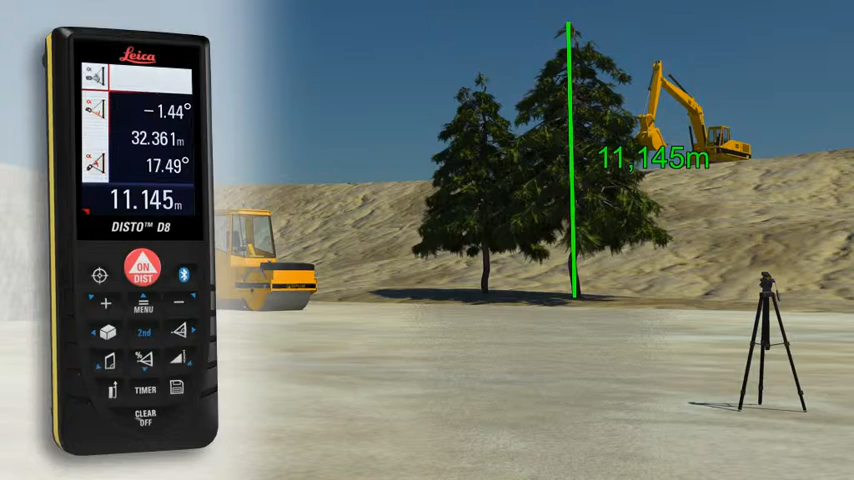 Leica
−1.44°
32.361m
17.49°
11.145m
DISTO™ D8
ON
DIST
+
−
MENU
2nd
%
TIMER
CLEAR
OFF
11,145m